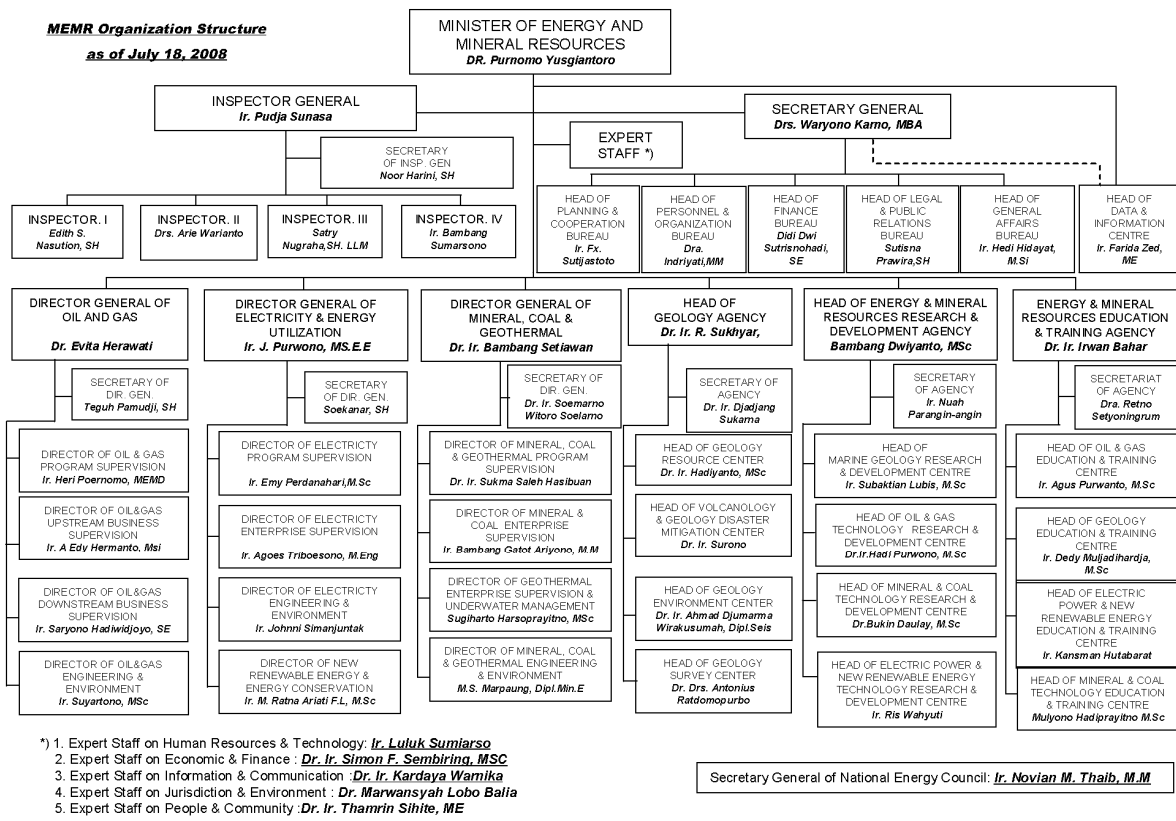 MEMR Organization Structure
as of July 18, 2008
MINISTER OF ENERGY AND
MINERAL RESOURCES
DR. Purnomo Yusgiantoro
INSPECTOR GENERAL
Ir. Pudja Sunasa
SECRETARY GENERAL
Drs. Waryono Karno, MBA
EXPERT
STAFF *)
SECRETARY
OF INSP. GEN
Noor Harini, SH
INSPECTOR. I
Edith S.
Nasution, SH
INSPECTOR. II
Drs. Arie Warianto
INSPECTOR. III
Satry
Nugraha,SH. LLM
INSPECTOR. IV
Ir. Bambang
Sumarsono
HEAD OF
PLANNING &
COOPERATION
BUREAU
Ir. Fx.
Sutijastoto
HEAD OF
PERSONNEL &
ORGANIZATION
BUREAU
Dra.
Indriyati,MM
HEAD OF
FINANCE
BUREAU
Didi Dwi
Sutrisnohadi,
SE
HEAD OF LEGAL
& PUBLIC
RELATIONS
BUREAU
Sutisna
Prawira,SH
HEAD OF
GENERAL
AFFAIRS
BUREAU
Ir. Hedi Hidayat,
M.Si
HEAD OF
DATA &
INFORMATION
CENTRE
Ir. Farida Zed,
ME
DIRECTOR GENERAL OF
OIL AND GAS
Dr. Evita Herawati
DIRECTOR GENERAL OF
ELECTRICITY & ENERGY
UTILIZATION
Ir. J. Purwono, MS.E.E
DIRECTOR GENERAL OF
MINERAL, COAL &
GEOTHERMAL
Dr. Ir. Bambang Setiawan
HEAD OF
GEOLOGY AGENCY
Dr. Ir. R. Sukhyar,
HEAD OF ENERGY & MINERAL
RESOURCES RESEARCH &
DEVELOPMENT AGENCY
Bambang Dwiyanto, MSc
ENERGY & MINERAL
RESOURCES EDUCATION
& TRAINING AGENCY
Dr. Ir. Irwan Bahar
SECRETARY OF
DIR. GEN.
Teguh Pamudji, SH
SECRETARY
OF DIR. GEN.
Soekanar, SH
SECRETARY OF
DIR. GEN.
Dr. Ir. Soemarno
Witoro Soelarno
SECRETARY OF
AGENCY
Dr. Ir. Djadjang
Sukarna
SECRETARY
OF AGENCY
Ir. Nuah
Parangin-angin
SECRETARIAT
OF AGENCY
Dra. Retno
Setyoningrum
DIRECTOR OF OIL & GAS
PROGRAM SUPERVISION
Ir. Heri Poernomo, MEMD
DIRECTOR OF OIL&GAS
UPSTREAM BUSINESS
SUPERVISION
Ir. A Edy Hermanto, Msi
DIRECTOR OF OIL&GAS
DOWNSTREAM BUSINESS
SUPERVISION
Ir. Saryono Hadiwidjoyo, SE
DIRECTOR OF OIL&GAS
ENGINEERING &
ENVIRONMENT
Ir. Suyartono, MSc
DIRECTOR OF ELECTRICTY
PROGRAM SUPERVISION
Ir. Emy Perdanahari,M.Sc
DIRECTOR OF ELECTRICTY
ENTERPRISE SUPERVISION
Ir. Agoes Triboesono, M.Eng
DIRECTOR OF ELECTRICITY
ENGINEERING &
ENVIRONMENT
Ir. Johnni Simanjuntak
DIRECTOR OF NEW
RENEWABLE ENERGY &
ENERGY CONSERVATION
Ir. M. Ratna Ariati F.L, M.Sc
DIRECTOR OF MINERAL, COAL
& GEOTHERMAL PROGRAM
SUPERVISION
Dr. Ir. Sukma Saleh Hasibuan
DIRECTOR OF MINERAL &
COAL ENTERPRISE
SUPERVISION
Ir. Bambang Gatot Ariyono, M.M
DIRECTOR OF GEOTHERMAL
ENTERPRISE SUPERVISION &
UNDERWATER MANAGEMENT
Sugiharto Harsoprayitno, MSc
DIRECTOR OF MINERAL, COAL
& GEOTHERMAL ENGINEERING
& ENVIRONMENT
M.S. Marpaung, Dipl.Min.E
HEAD OF GEOLOGY
RESOURCE CENTER
Dr. Ir. Hadiyanto, MSc
HEAD OF VOLCANOLOGY
& GEOLOGY DISASTER
MITIGATION CENTER
Dr. Ir. Surono
HEAD OF GEOLOGY
ENVIRONMENT CENTER
Dr. Ir. Ahmad Djumarma
Wirakusumah, Dipl.Seis
HEAD OF GEOLOGY
SURVEY CENTER
Dr. Drs. Antonius
Ratdomopurbo
HEAD OF
MARINE GEOLOGY RESEARCH
& DEVELOPMENT CENTRE
Ir. Subaktian Lubis, M.Sc
HEAD OF OIL & GAS
TECHNOLOGY RESEARCH &
DEVELOPMENT CENTRE
Dr.Ir.Hadi Purwono, M.Sc
HEAD OF MINERAL & COAL
TECHNOLOGY RESEARCH &
DEVELOPMENT CENTRE
Dr.Bukin Daulay, M.Sc
HEAD OF ELECTRIC POWER &
NEW RENEWABLE ENERGY
TECHNOLOGY RESEARCH &
DEVELOPMENT CENTRE
Ir. Ris Wahyuti
HEAD OF OIL & GAS
EDUCATION & TRAINING
CENTRE
Ir. Agus Purwanto, M.Sc
HEAD OF GEOLOGY
EDUCATION & TRAINING
CENTRE
Ir. Dedy Muljadihardja,
M.Sc
HEAD OF ELECTRIC
POWER & NEW
RENEWABLE ENERGY
EDUCATION & TRAINING
CENTRE
Ir. Kansman Hutabarat
HEAD OF MINERAL & COAL
TECHNOLOGY EDUCATION
& TRAINING CENTRE
Mulyono Hadiprayitno M.Sc
*) 1. Expert Staff on Human Resources & Technology: Ir. Luluk Sumiarso
2. Expert Staff on Economic & Finance : Dr. Ir. Simon F. Sembiring, MSC
3. Expert Staff on Information & Communication :Dr. Ir. Kardaya Warnika
4. Expert Staff on Jurisdiction & Environment : Dr. Marwansyah Lobo Balia
5. Expert Staff on People & Community :Dr. Ir. Thamrin Sihite, ME
Secretary General of National Energy Council: Ir. Novian M. Thaib, M.M